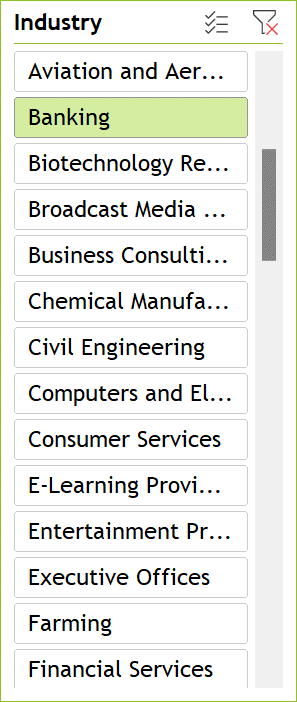 Industry
Aviation and Aer...
Banking
Biotechnology Re...
Broadcast Media ...
Business Consulti...
Chemical Manufa...
Civil Engineering
Computers and El...
Consumer Services
E-Learning Provi...
Entertainment Pr...
Executive Offices
Farming
Financial Services